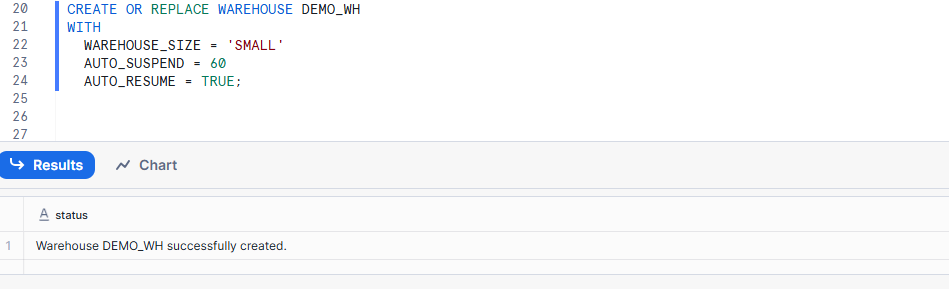 20 CREATE OR REPLACE WAREHOUSE DEMO_WH
21 WITH
22 WAREHOUSE_SIZE = 'SMALL'
23 AUTO_SUSPEND = 60
24 AUTO_RESUME = TRUE;
25
26
27
Results Chart
A status
1 Warehouse DEMO_WH successfully created.